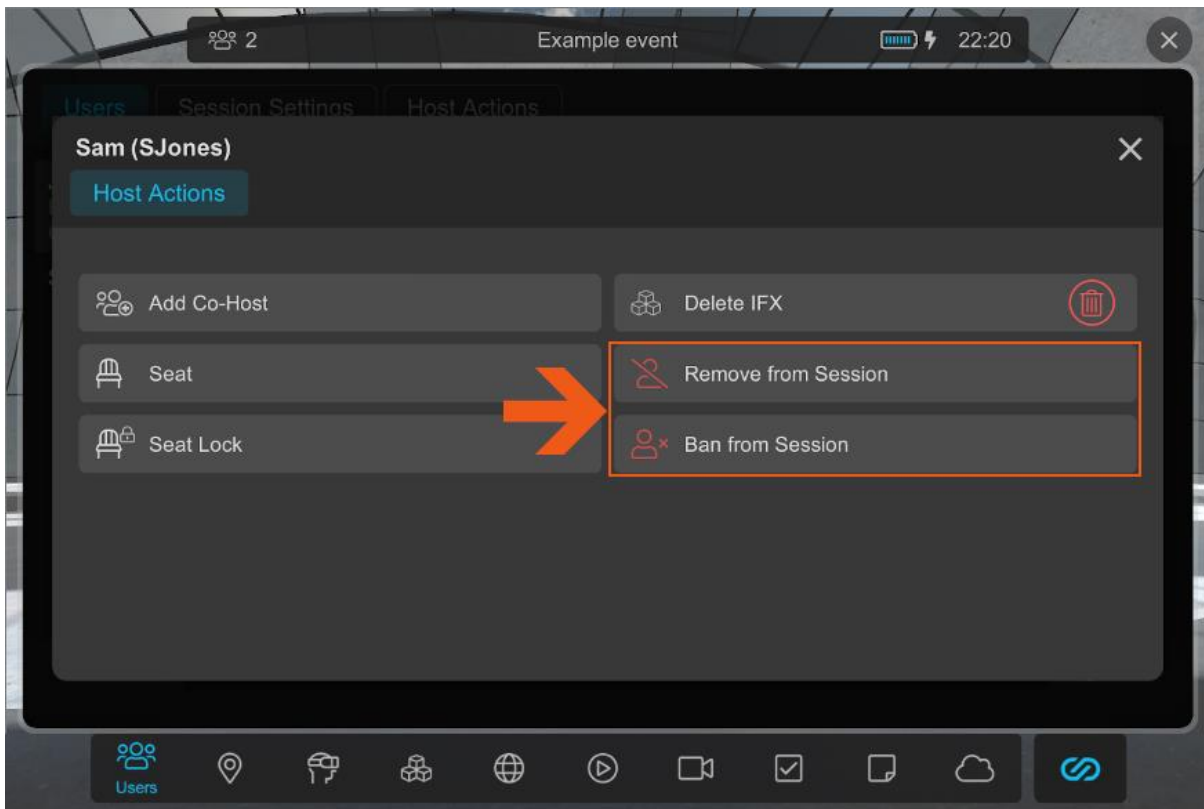 2
Example event
22:20
Users
Session Settings
Host Actions
Sam (SJones)
Host Actions
Add Co-Host
Delete IFX
Seat
Remove from Session
Seat Lock
Ban from Session
Users